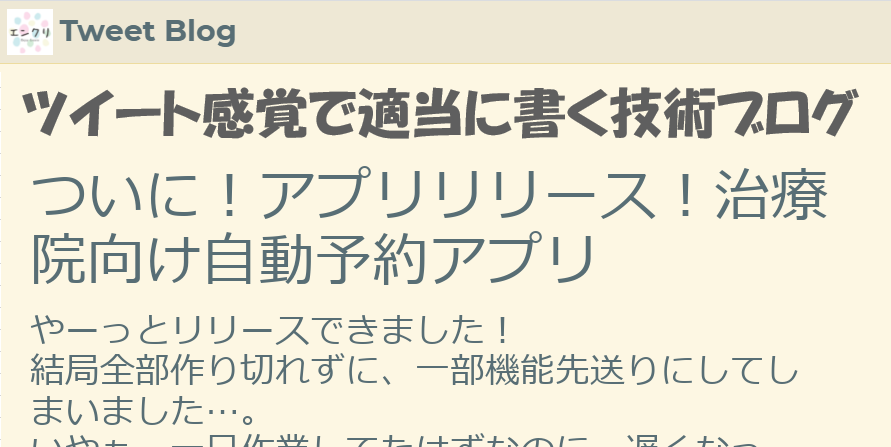 エンクリ
Tweet Blog
ツイート感覚で適当に書く技術ブログ
ついに！アプリリリース！治療
院向け自動予約アプリ
やーっとリリースできました！
結局全部作り切れずに、一部機能先送りにしてし
まいました…。